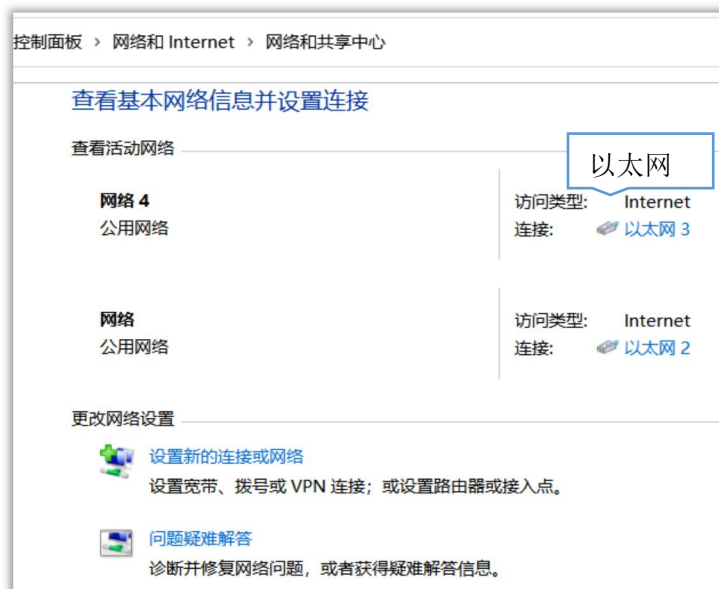 控制面板 › 网络和 Internet › 网络和共享中心
查看基本网络信息并设置连接
查看活动网络
以太网
网络 4
访问类型: Internet
公用网络
连接: 以太网 3
网络
访问类型: Internet
公用网络
连接: 以太网 2
更改网络设置
设置新的连接或网络
设置宽带、拨号或 VPN 连接；或设置路由器或接入点。
问题疑难解答
诊断并修复网络问题，或者获得疑难解答信息。